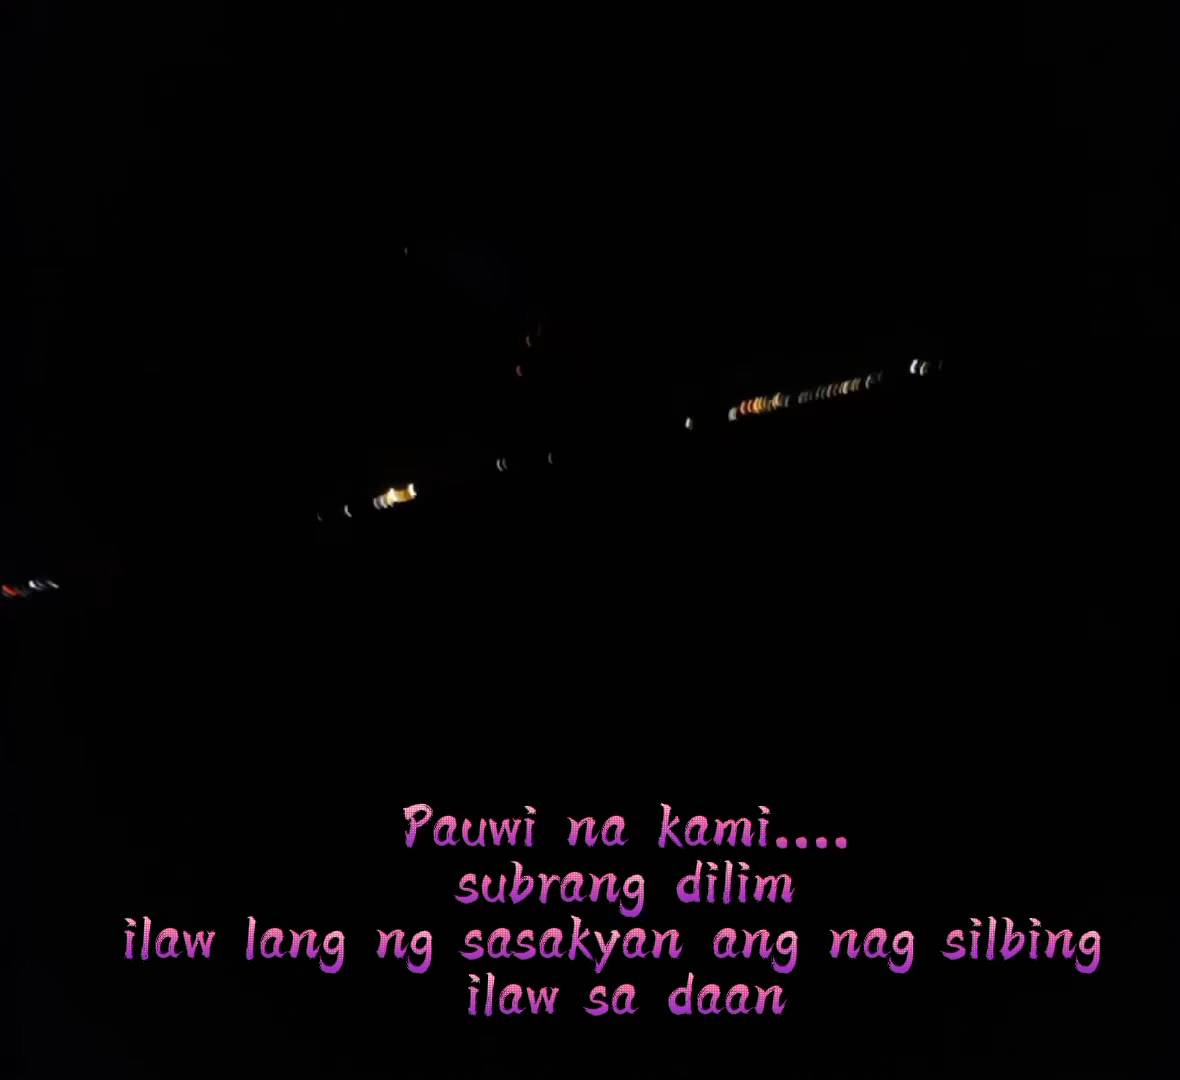 Pauwi na kami....
subrang dilim
ilaw lang ng sasakyan ang nag silbing
ilaw sa daan